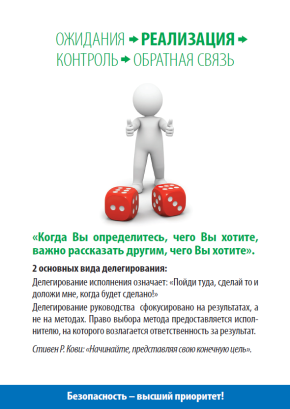 ОЖИДАНИЯ ➔ РЕАЛИЗАЦИЯ ➔
КОНТРОЛЬ ➔ ОБРАТНАЯ СВЯЗЬ
«Когда Вы определитесь, чего Вы хотите,
важно рассказать другим, чего Вы хотите».
2 основных вида делегирования:
Делегирование исполнения означает: «Пойди туда, сделай то и
доложи мне, когда будет сделано!»
Делегирование руководства сфокусировано на результатах, а
не на методах. Право выбора метода предоставляется испол-
нителю, на которого возлагается ответственность за результат.
Стивен Р. Кови: «Начинайте, представляя свою конечную цель».
Безопасность – высший приоритет!